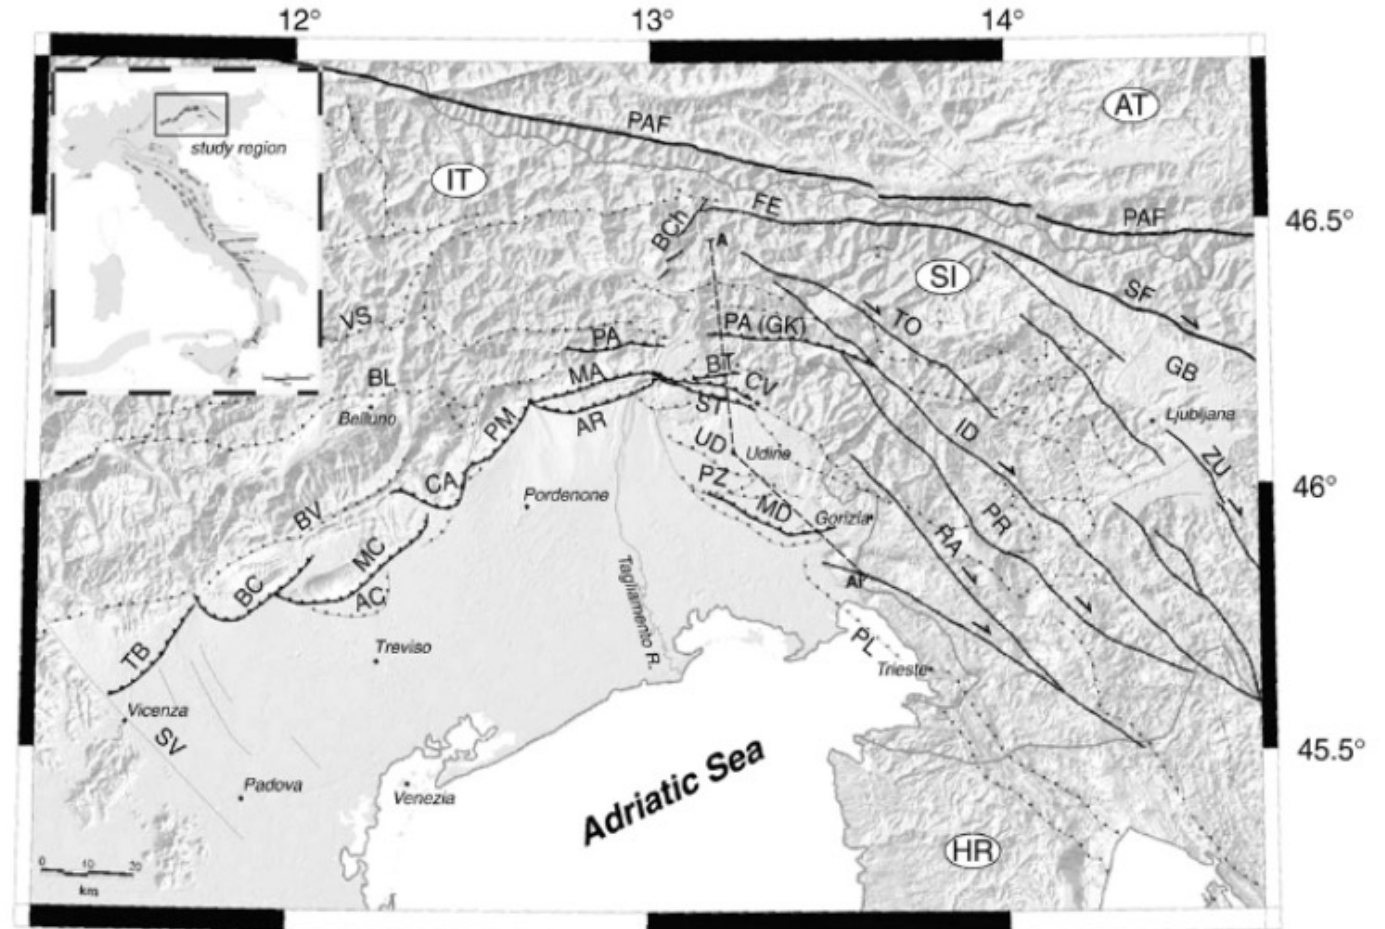 12° 13° 14°
AT
study region
PAF
IT
FE
PAF
46.5°
BCh
A
SI
SF
VS
PA
PA (GK)
TO
BIT
GB
BL
MA
CV
Belluno
AR
ST
Ljubljana
PM
UD
Udine
ID
ZU
CA
PZ
46°
Pordenone
MD
Gorizia
BV
PR
MC
RA
BC
AC
Tagliamento R.
TB
Treviso
PL
Trieste
Vicenza
SV
45.5°
Padova
Venezia
Adriatic Sea
HR
0 10 20
km